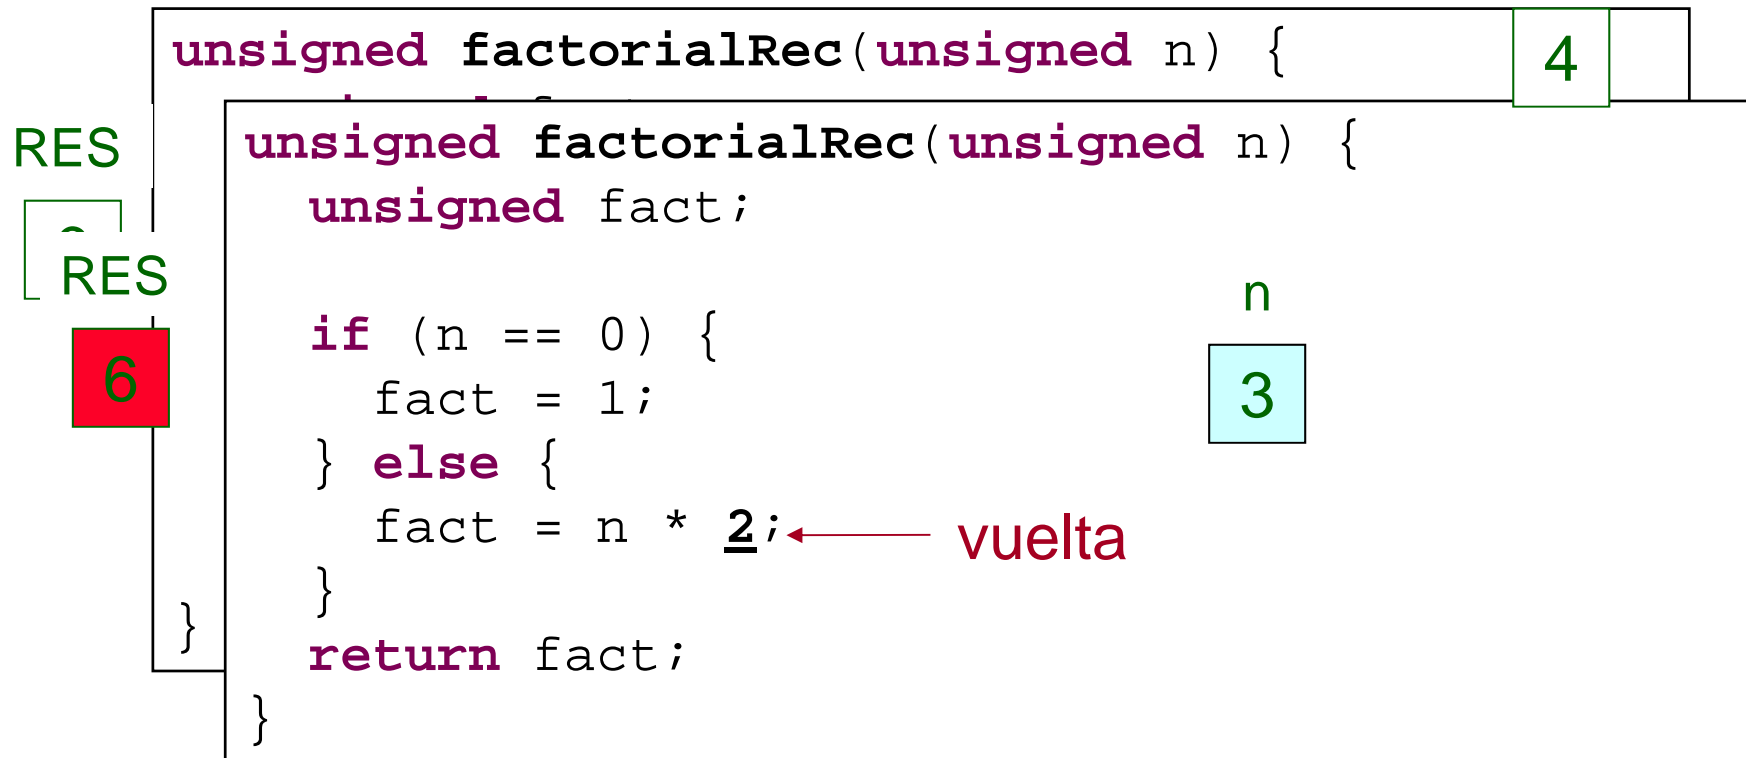 unsigned factorialRec(unsigned n) {
4
RES
unsigned factorialRec(unsigned n) {
unsigned fact;
RES
n
if (n == 0) {
6
3
fact = 1;
} else {
fact = n * 2;
vuelta
}
}
return fact;
}